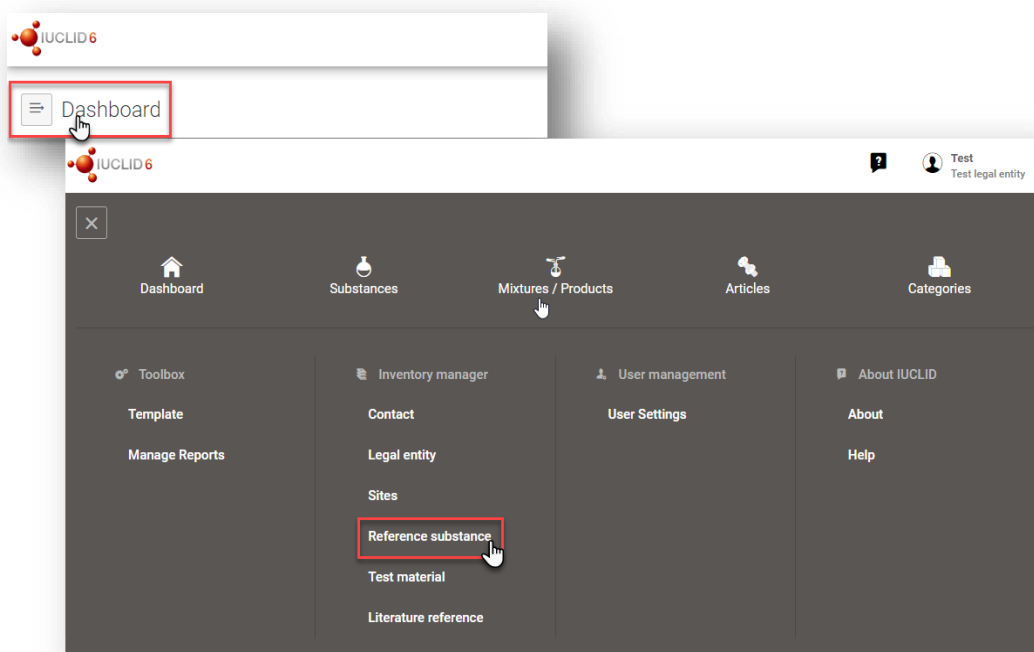 IUCLID 6
Dashboard
IUCLID 6
?
Test
Test legal entity
Dashboard
Substances
Mixtures / Products
Articles
Categories
Toolbox
Template
Manage Reports
Inventory manager
Contact
Legal entity
Sites
Reference substance
Test material
Literature reference
User management
User Settings
About IUCLID
About
Help